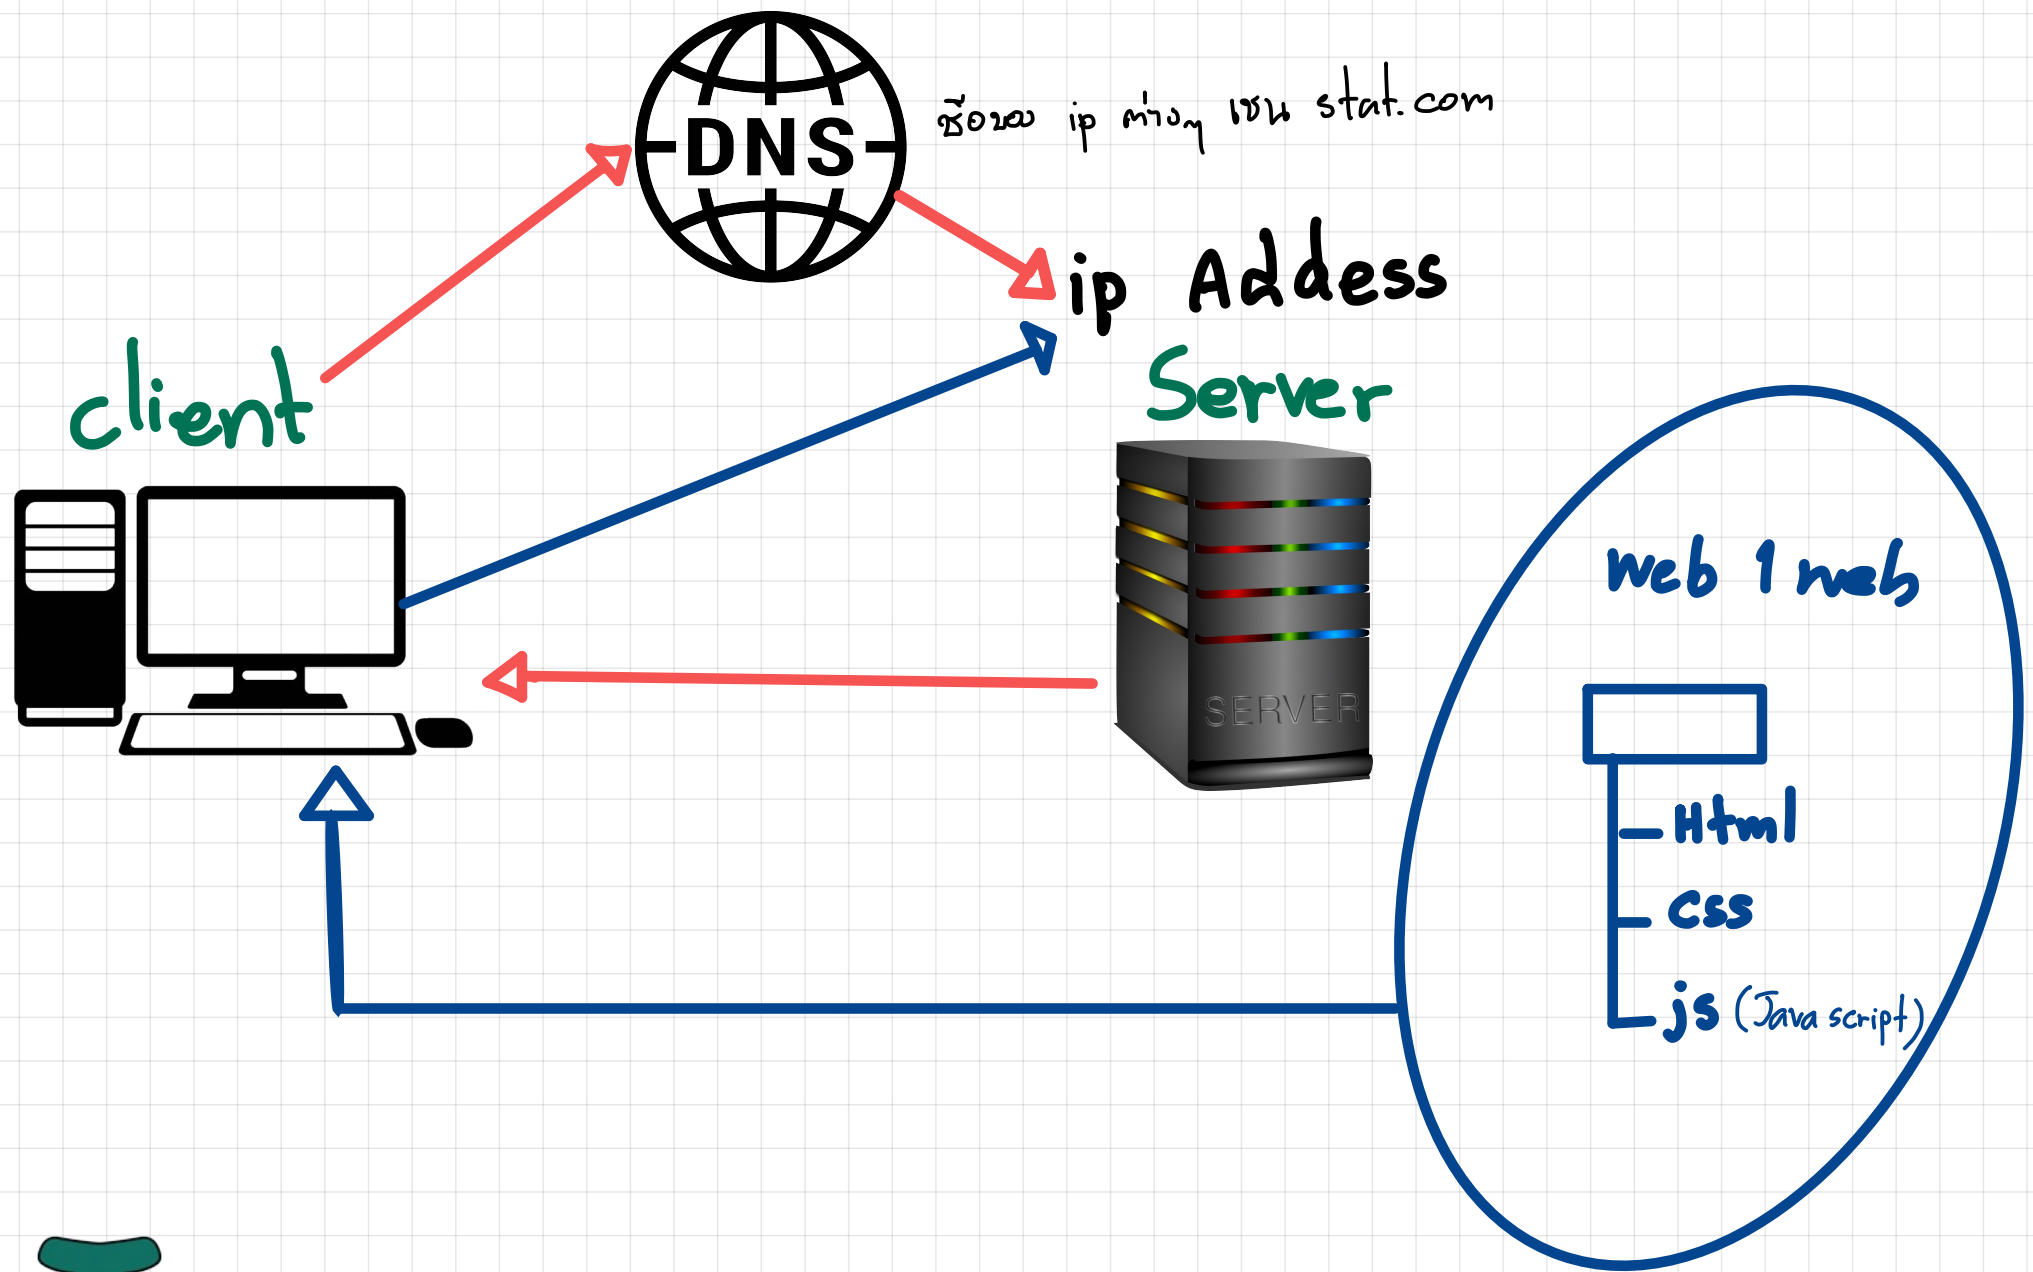 DNS
ชื่อของ ip ต่างๆ เช่น stat.com
ip Addess
client
Server
SERVER
web 1 web
Html
css
js (Java script)